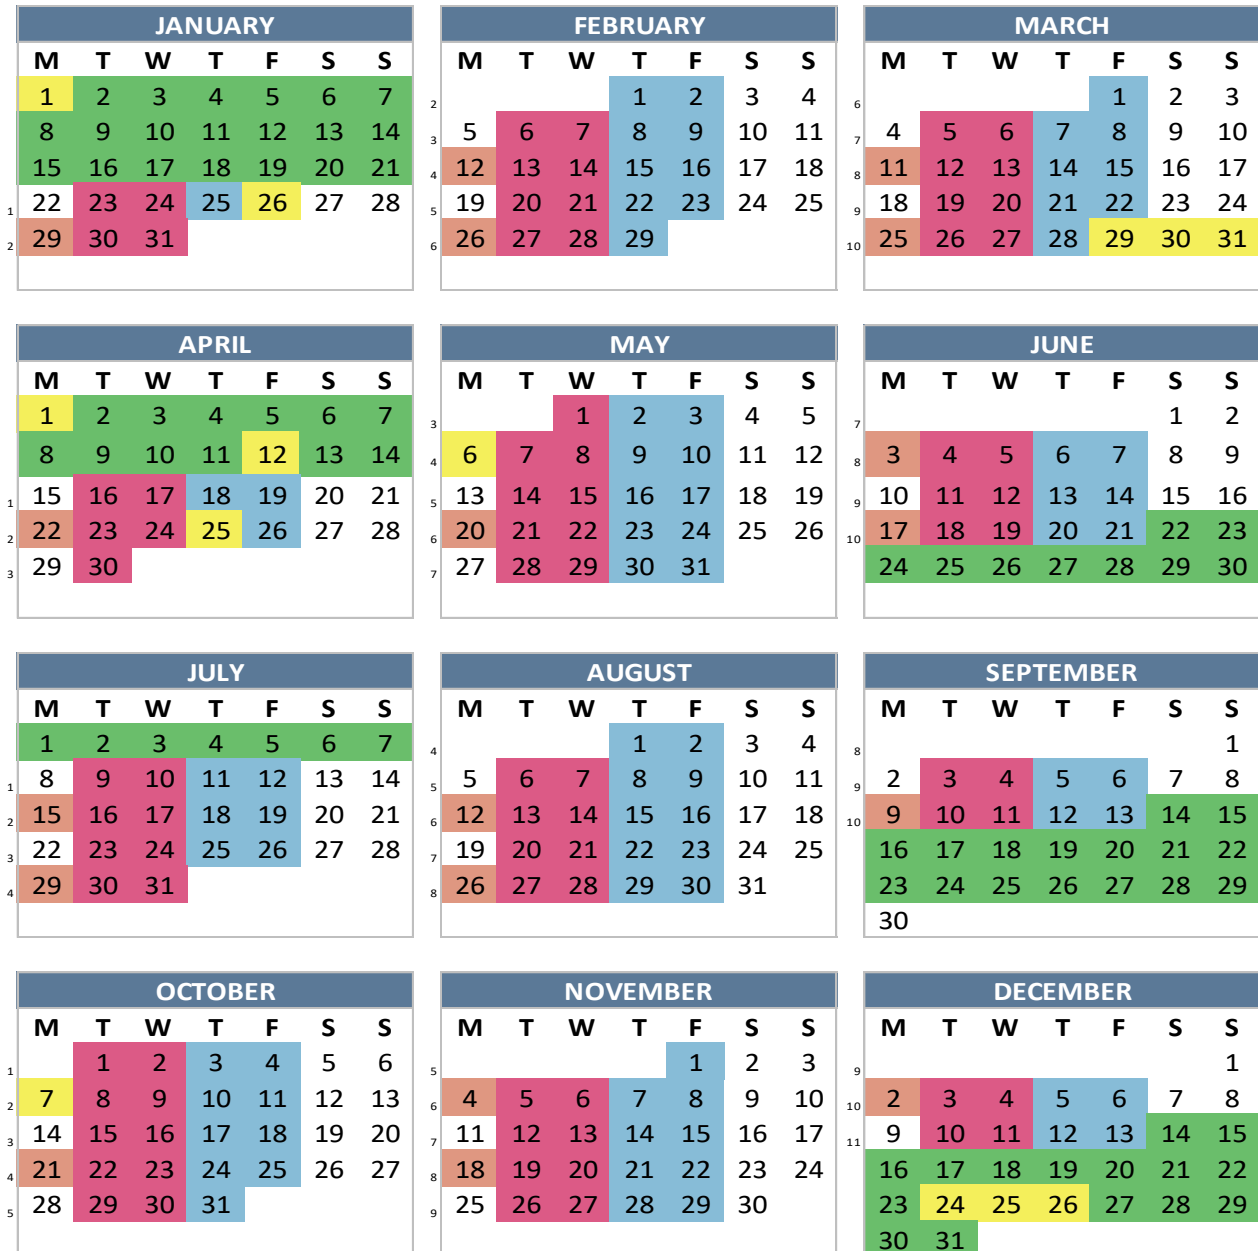 JANUARY
M T W T F S S
1 2 3 4 5 6 7
8 9 10 11 12 13 14
15 16 17 18 19 20 21
1 22 23 24 25 26 27 28
2 29 30 31
FEBRUARY
M T W T F S S
2 1 2 3 4
3 5 6 7 8 9 10 11
4 12 13 14 15 16 17 18
5 19 20 21 22 23 24 25
6 26 27 28 29
MARCH
M T W T F S S
6 1 2 3
7 4 5 6 7 8 9 10
8 11 12 13 14 15 16 17
9 18 19 20 21 22 23 24
10 25 26 27 28 29 30 31
APRIL
M T W T F S S
1 2 3 4 5 6 7
8 9 10 11 12 13 14
1 15 16 17 18 19 20 21
2 22 23 24 25 26 27 28
3 29 30
MAY
M T W T F S S
3 1 2 3 4 5
4 6 7 8 9 10 11 12
5 13 14 15 16 17 18 19
6 20 21 22 23 24 25 26
7 27 28 29 30 31
JUNE
M T W T F S S
7 1 2
8 3 4 5 6 7 8 9
9 10 11 12 13 14 15 16
10 17 18 19 20 21 22 23
24 25 26 27 28 29 30
JULY
M T W T F S S
1 2 3 4 5 6 7
1 8 9 10 11 12 13 14
2 15 16 17 18 19 20 21
3 22 23 24 25 26 27 28
4 29 30 31
AUGUST
M T W T F S S
4 1 2 3 4
5 5 6 7 8 9 10 11
6 12 13 14 15 16 17 18
7 19 20 21 22 23 24 25
8 26 27 28 29 30 31
SEPTEMBER
M T W T F S S
8 1
9 2 3 4 5 6 7 8
10 9 10 11 12 13 14 15
16 17 18 19 20 21 22
23 24 25 26 27 28 29
30
OCTOBER
M T W T F S S
1 1 2 3 4 5 6
2 7 8 9 10 11 12 13
3 14 15 16 17 18 19 20
4 21 22 23 24 25 26 27
5 28 29 30 31
NOVEMBER
M T W T F S S
5 1 2 3
6 4 5 6 7 8 9 10
7 11 12 13 14 15 16 17
8 18 19 20 21 22 23 24
9 25 26 27 28 29 30
DECEMBER
M T W T F S S
9 1
10 2 3 4 5 6 7 8
11 9 10 11 12 13 14 15
16 17 18 19 20 21 22
23 24 25 26 27 28 29
30 31